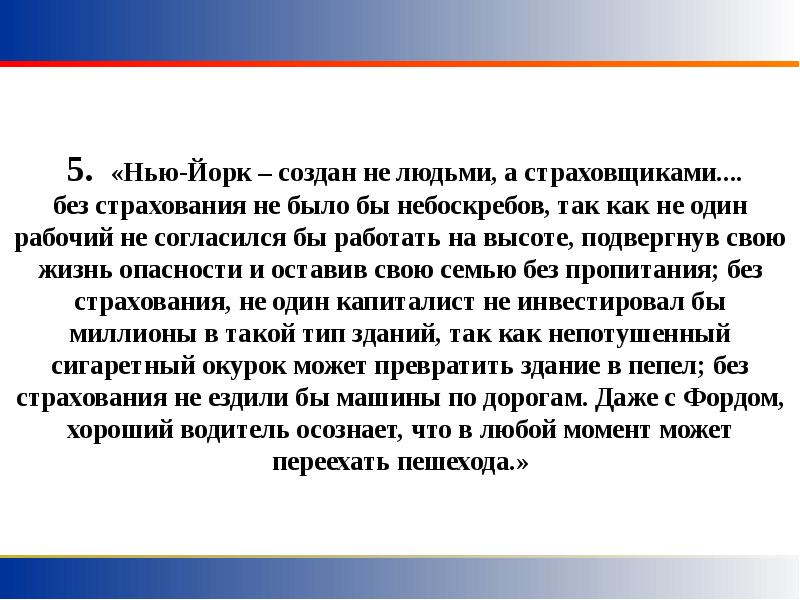 5. «Нью-Йорк – создан не людьми, а страховщиками....
без страхования не было бы небоскребов, так как не один
рабочий не согласился бы работать на высоте, подвергнув свою
жизнь опасности и оставив свою семью без пропитания; без
страхования, не один капиталист не инвестировал бы
миллионы в такой тип зданий, так как непотушенный
сигаретный окурок может превратить здание в пепел; без
страхования не ездили бы машины по дорогам. Даже с Фордом,
хороший водитель осознает, что в любой момент может
переехать пешехода.»